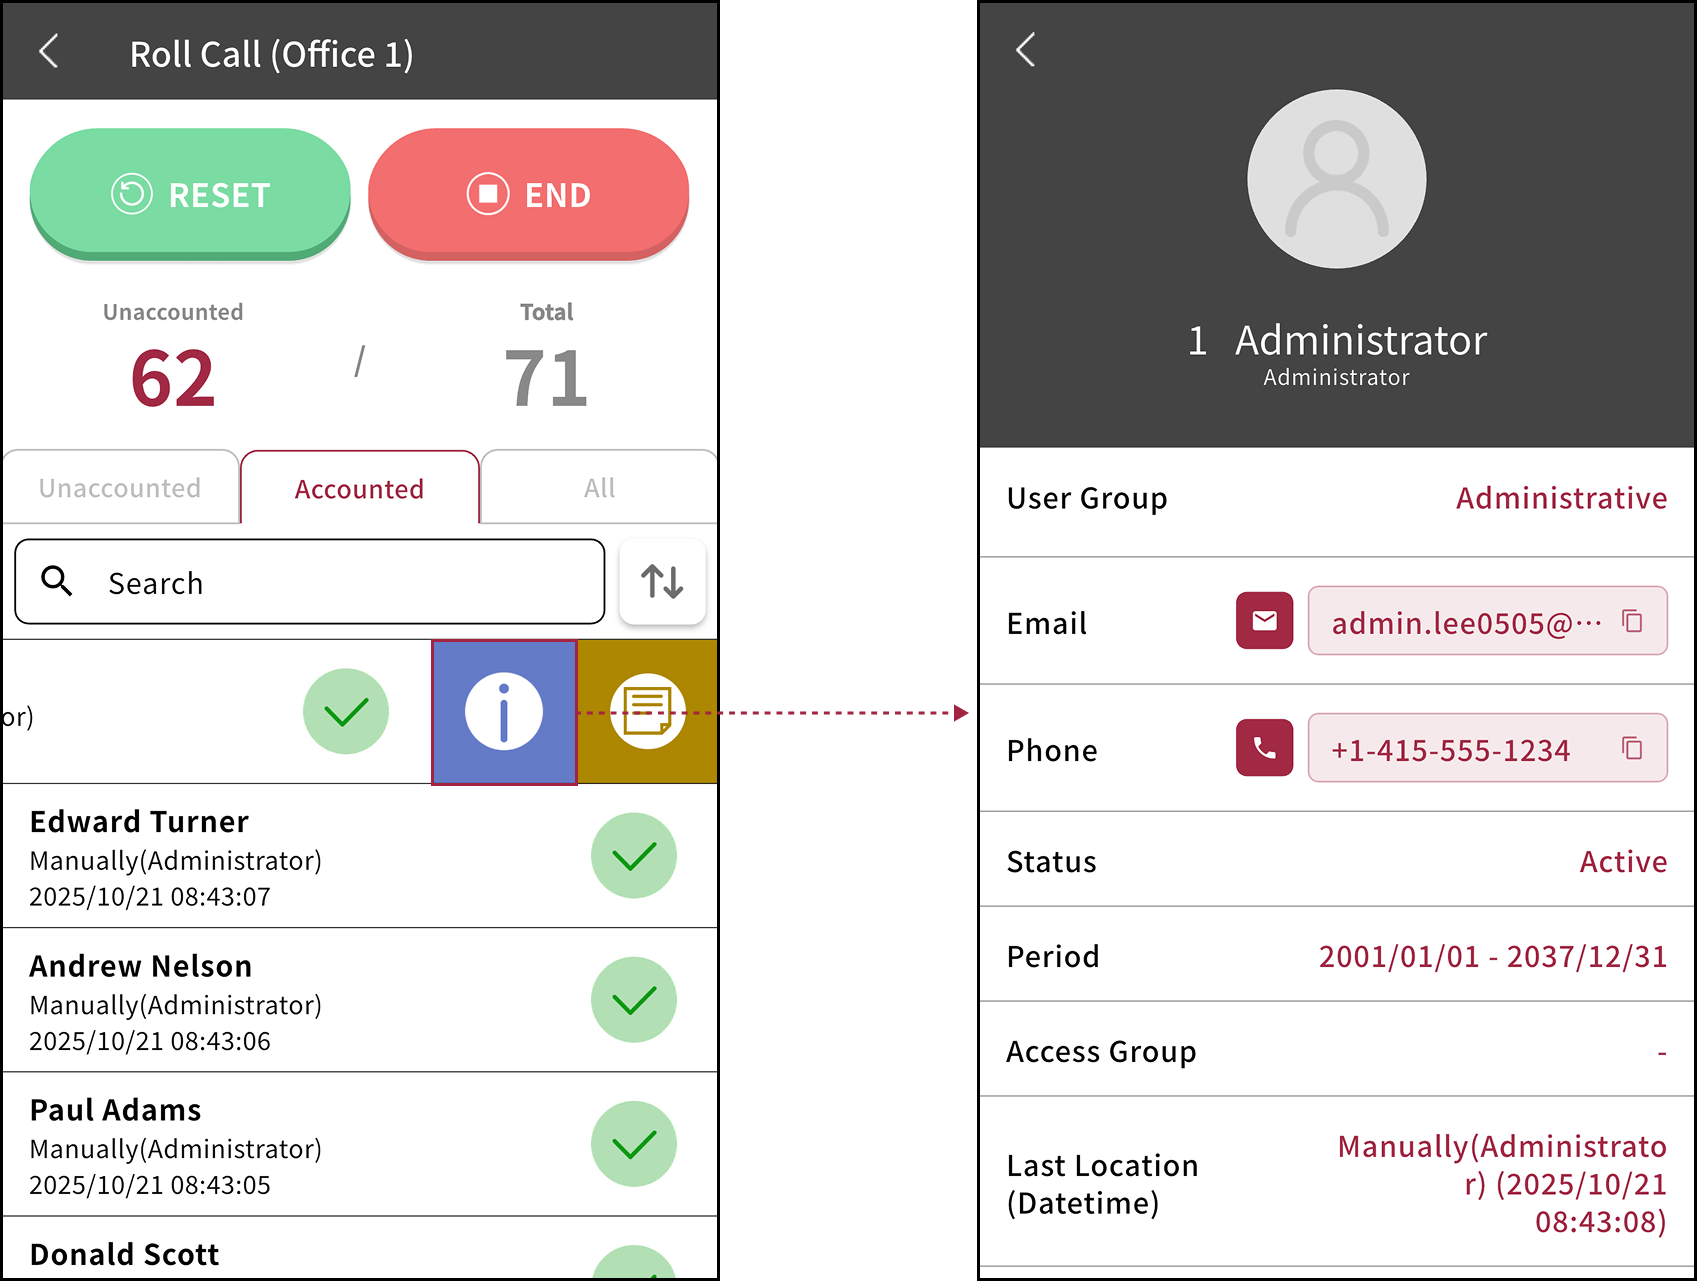 Roll Call (Office 1)
RESET
END
Unaccounted
Total
62
/
71
Unaccounted
Accounted
All
Search
or)
Edward Turner
Manually(Administrator)
2025/10/21 08:43:07
Andrew Nelson
Manually(Administrator)
2025/10/21 08:43:06
Paul Adams
Manually(Administrator)
2025/10/21 08:43:05
Donald Scott
1 Administrator
Administrator
User Group
Administrative
Email
admin.lee0505@···
Phone
+1-415-555-1234
Status
Active
Period
2001/01/01 - 2037/12/31
Access Group
-
Last Location
(Datetime)
Manually(Administrato
r) (2025/10/21
08:43:08)